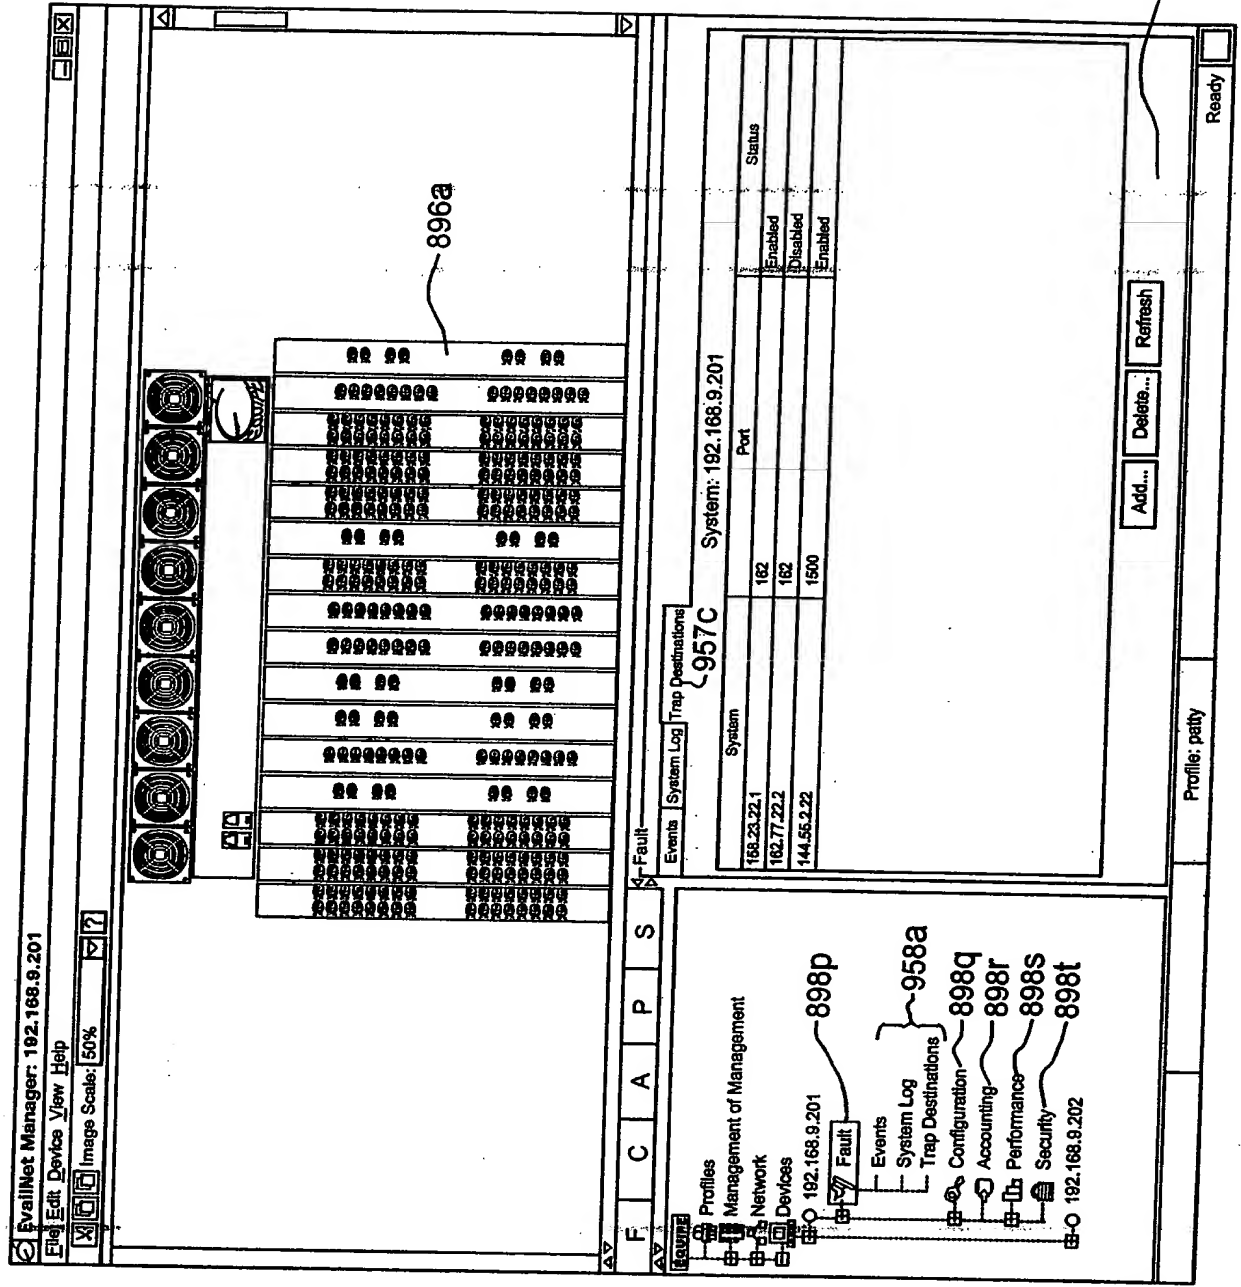 EvaliNet Manager: 192.168.9.201
File Edit Device View Help
Image Scale: 50% ?
896a
F C A P S
EQUIPE
Profiles
Management of Management
Network
Devices
192.168.9.201
Fault
898p
Events
System Log
Trap Destinations
958a
Configuration 898q
Accounting 898r
Performance 898s
Security 898t
192.168.9.202
Fault
Events System Log Trap Destinations
957C
System: 192.168.9.201
System Port Status
158.23.22.1 162 Enabled
162.77.22.2 162 Disabled
144.55.2.22 1500 Enabled
Add... Delete... Refresh
Profile: patty
Ready